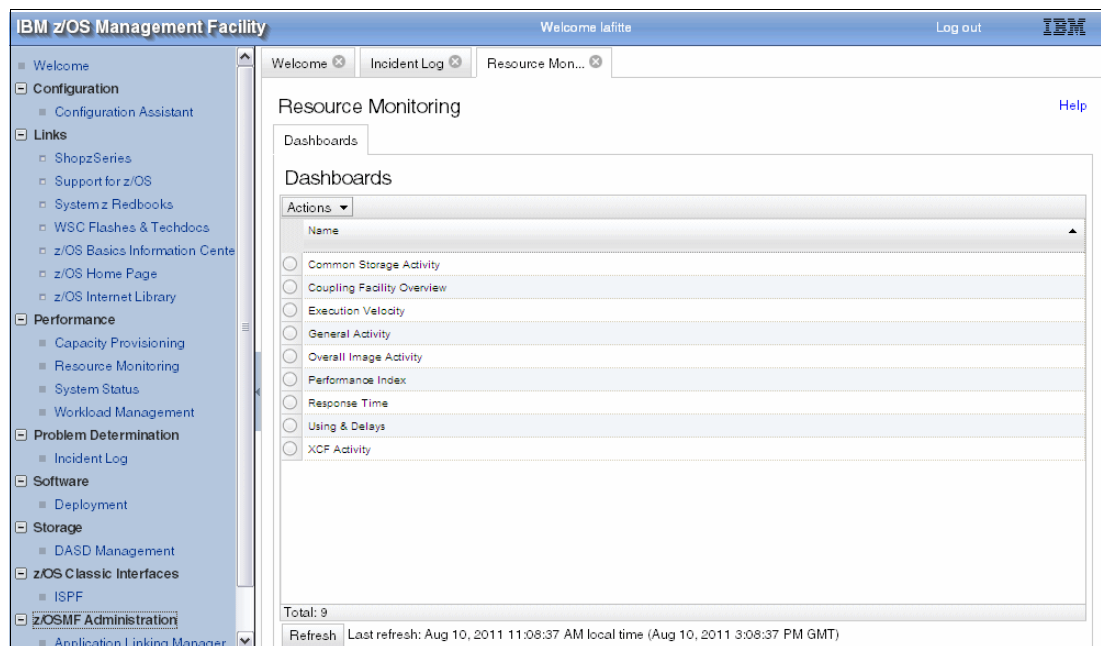 IBM z/OS Management Facility
Welcome lafitte
Log out
IBM
Welcome
Configuration
Configuration Assistant
Links
ShopzSeries
Support for z/OS
System z Redbooks
WSC Flashes & Techdocs
z/OS Basics Information Cente
z/OS Home Page
z/OS Internet Library
Performance
Capacity Provisioning
Resource Monitoring
System Status
Workload Management
Problem Determination
Incident Log
Software
Deployment
Storage
DASD Management
z/OS Classic Interfaces
ISPF
z/OSMF Administration
Application Linking Manager
Welcome
Incident Log
Resource Mon...
Resource Monitoring
Help
Dashboards
Dashboards
Actions
Name
Common Storage Activity
Coupling Facility Overview
Execution Velocity
General Activity
Overall Image Activity
Performance Index
Response Time
Using & Delays
XCF Activity
Total: 9
Refresh Last refresh: Aug 10, 2011 11:08:37 AM local time (Aug 10, 2011 3:08:37 PM GMT)